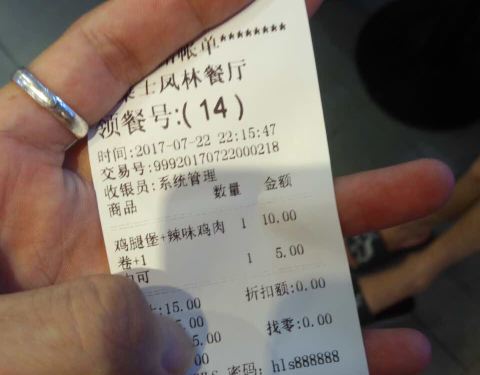 帐单********
士风林餐厅
领餐号:(14)
时间:2017-07-22 22:15:47
交易号:99920170722000218
收银员:系统管理
商品 数量 金额
鸡腿堡+辣味鸡肉 1 10.00
卷+1
可 1 5.00
:15.00 折扣额:0.00
5.00
5.00 找零:0.00
00
密码: hls888888